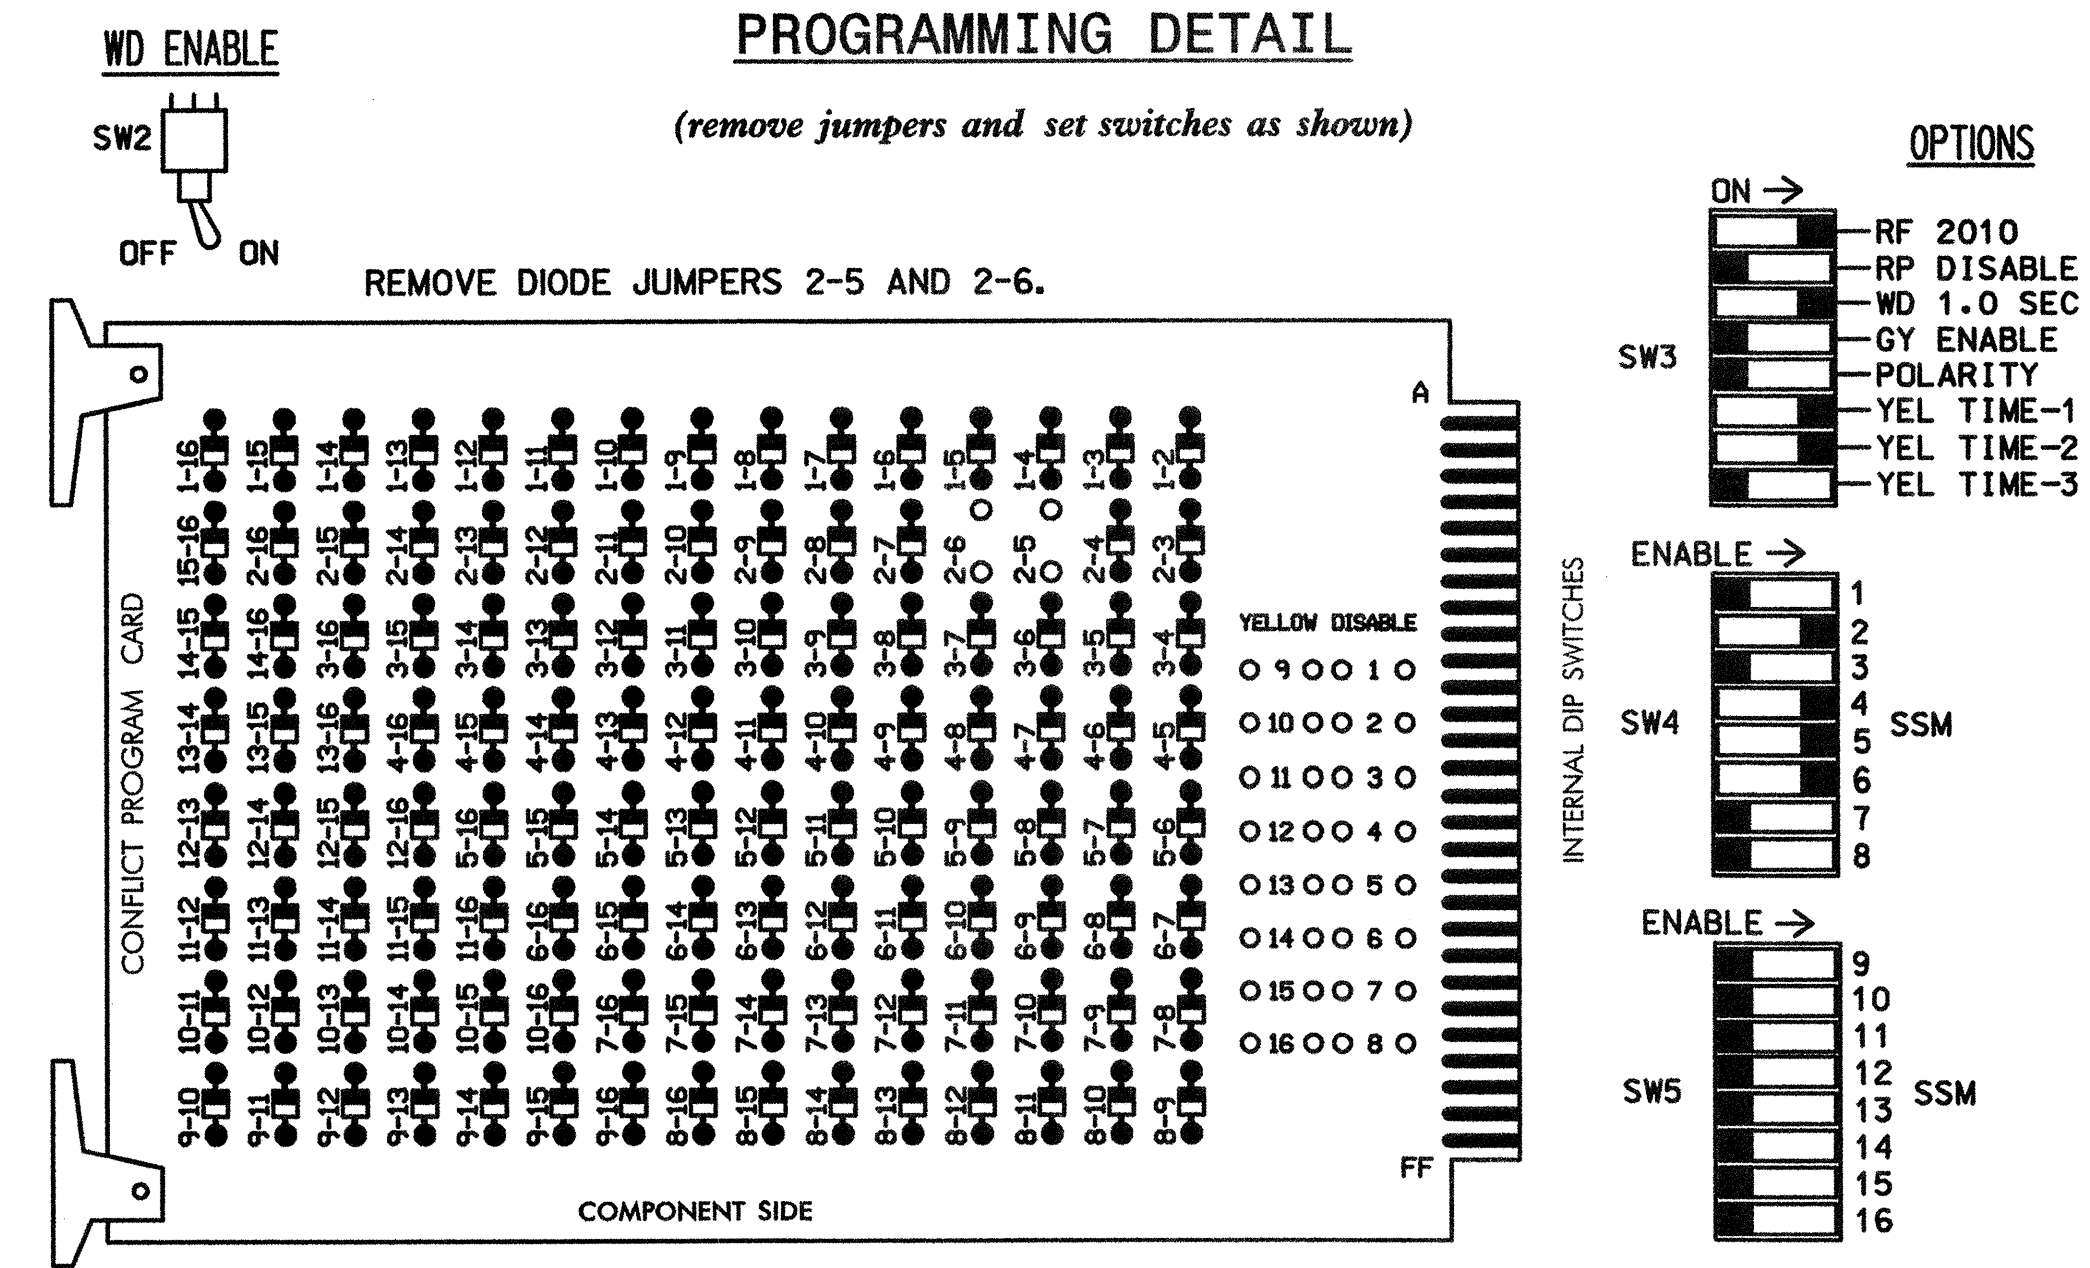 PROGRAMMING DETAIL
WD ENABLE
(remove jumpers and set switches as shown)
SW2
OFF ON
REMOVE DIODE JUMPERS 2-5 AND 2-6.
OPTIONS
ON
RF 2010
RP DISABLE
WD 1.0 SEC
GY ENABLE
POLARITY
YEL TIME-1
YEL TIME-2
YEL TIME-3
SW3
A
CONFLICT PROGRAM CARD
1-16 1-15 1-14 1-13 1-12 1-11 1-10 1-9 1-8 1-7 1-6 1-5 1-4 1-3 1-2
15-16 2-16 2-15 2-14 2-13 2-12 2-11 2-10 2-9 2-8 2-7 2-6 2-5 2-4 2-3
14-15 14-16 3-16 3-15 3-14 3-13 3-12 3-11 3-10 3-9 3-8 3-7 3-6 3-5 3-4
13-14 13-15 13-16 4-16 4-15 4-14 4-13 4-12 4-11 4-10 4-9 4-8 4-7 4-6 4-5
12-13 12-14 12-15 12-16 5-16 5-15 5-14 5-13 5-12 5-11 5-10 5-9 5-8 5-7 5-6
11-12 11-13 11-14 11-15 11-16 6-16 6-15 6-14 6-13 6-12 6-11 6-10 6-9 6-8 6-7
10-11 10-12 10-13 10-14 10-15 10-16 7-16 7-15 7-14 7-13 7-12 7-11 7-10 7-9 7-8
9-10 9-11 9-12 9-13 9-14 9-15 9-16 8-16 8-15 8-14 8-13 8-12 8-11 8-10 8-9
YELLOW DISABLE
9 1
10 2
11 3
12 4
13 5
14 6
15 7
16 8
FF
COMPONENT SIDE
INTERNAL DIP SWITCHES
ENABLE
1
2
3
4
5
6
7
8
SW4
SSM
ENABLE
9
10
11
12
13
14
15
16
SW5
SSM